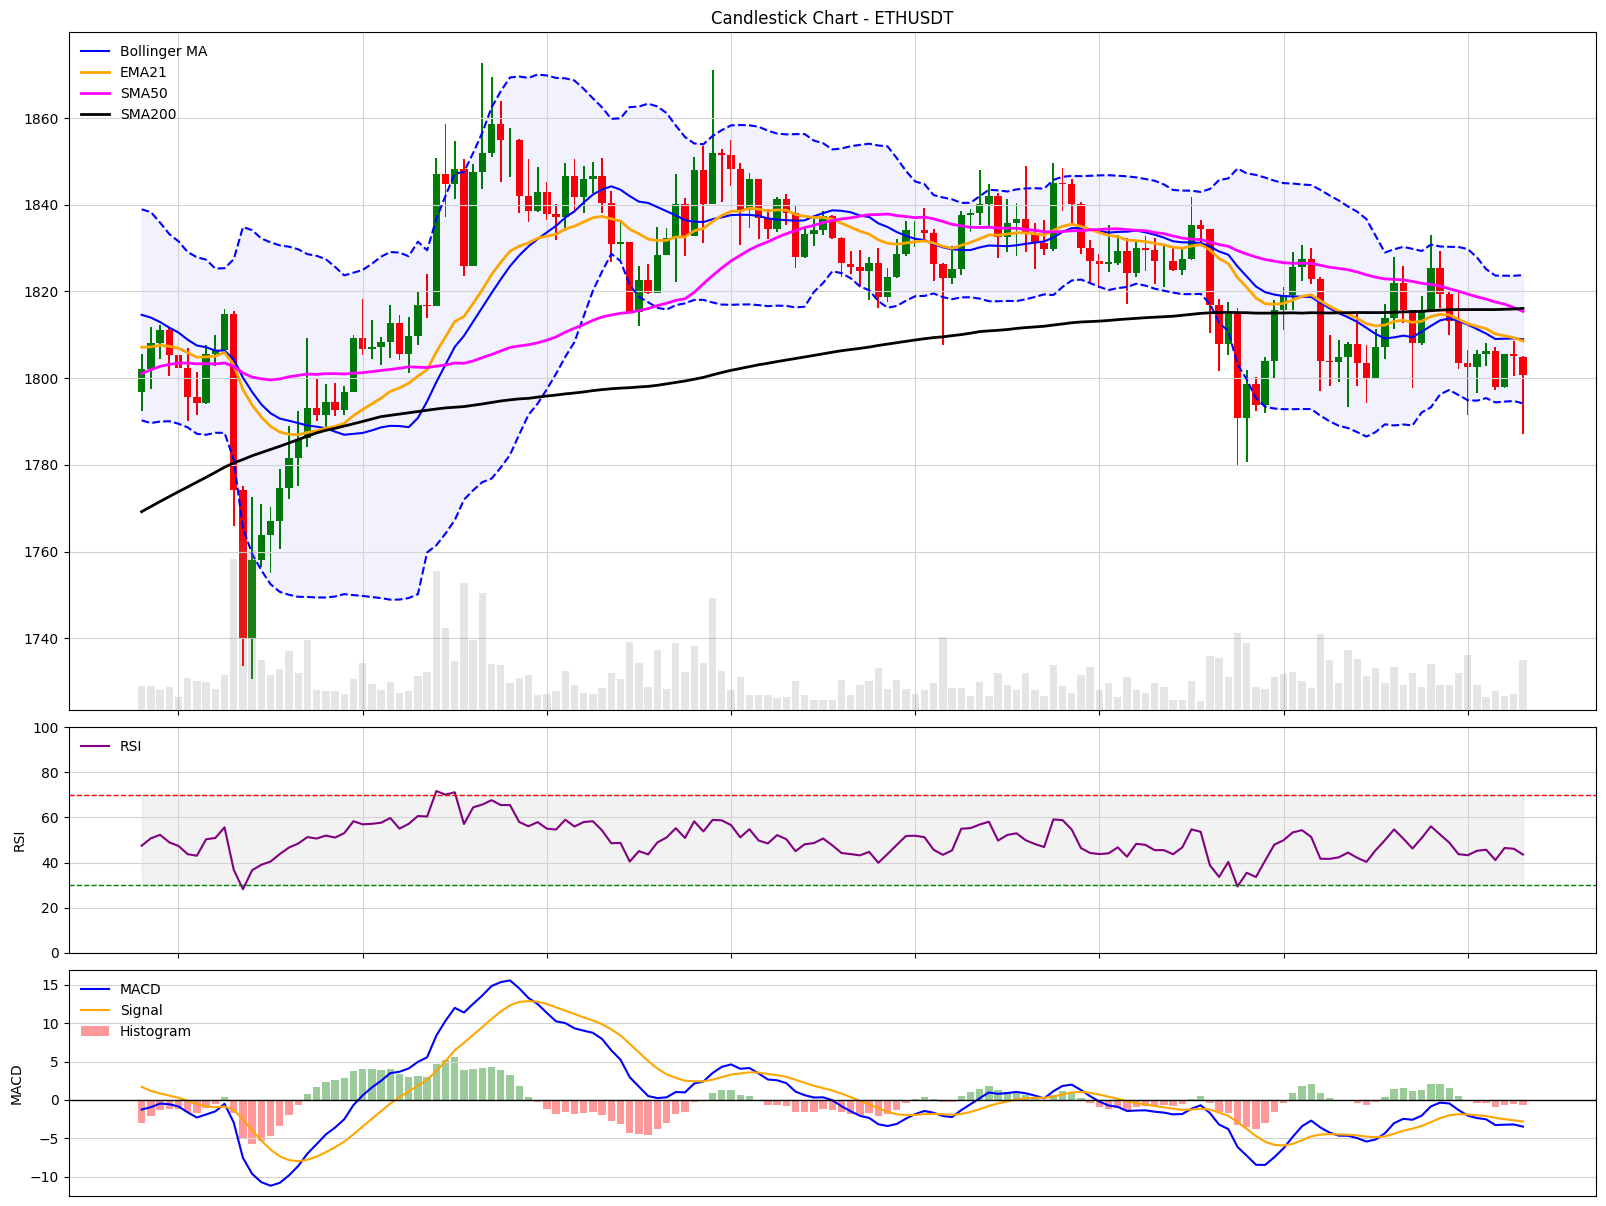 Candlestick Chart - ETHUSDT
Bollinger MA
EMA21
SMA50
SMA200
1860
1840
1820
1800
1780
1760
1740
100
RSI
80
60
RSI
40
20
0
15
MACD
10
Signal
Histogram
5
MACD
0
−5
−10